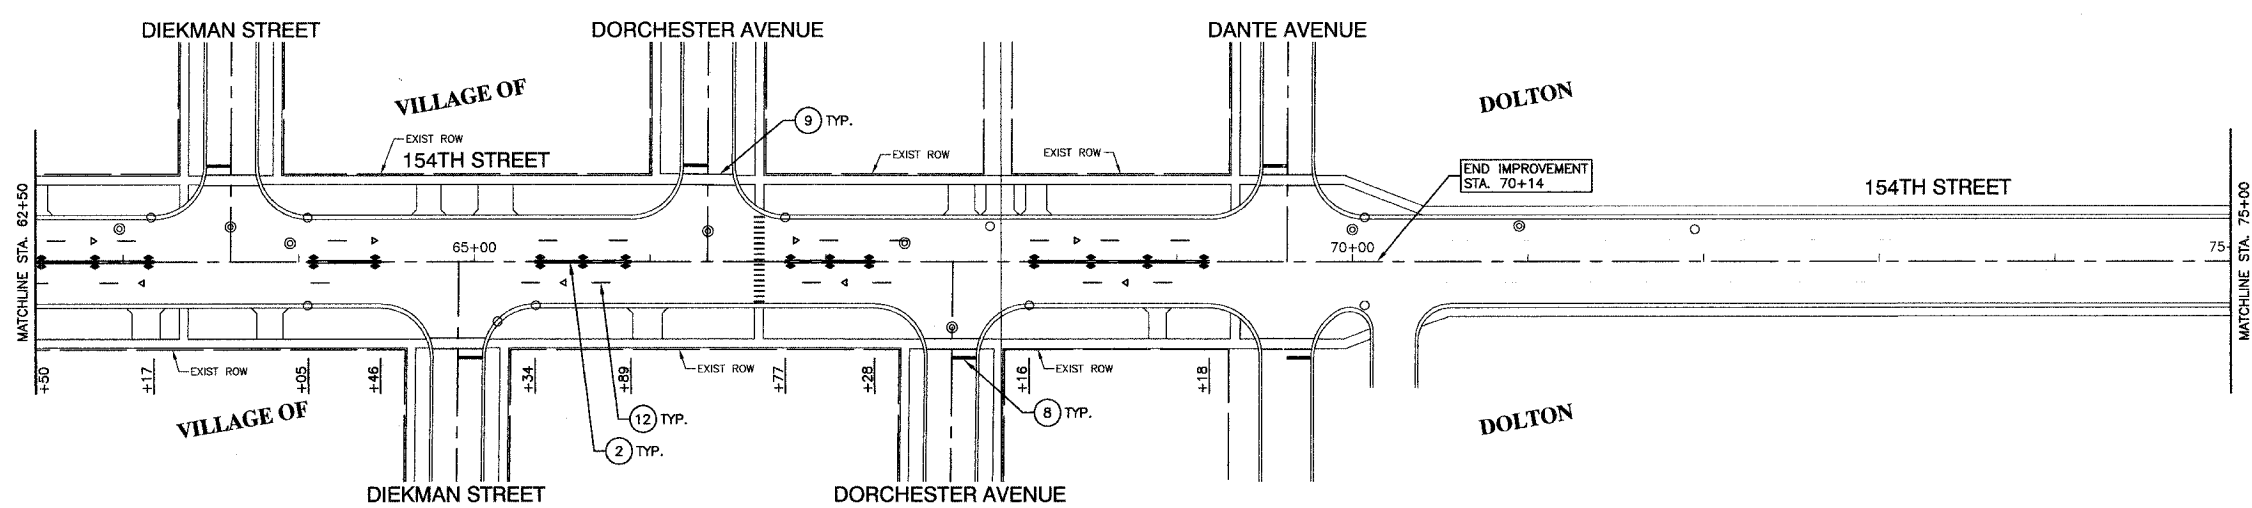 DIEKMAN STREET
DORCHESTER AVENUE
DANTE AVENUE
VILLAGE OF
DOLTON
9 TYP.
EXIST ROW
154TH STREET
EXIST ROW
EXIST ROW
END IMPROVEMENT
STA. 70+14
154TH STREET
MATCHLINE STA. 62+50
MATCHLINE STA. 75+00
65+00
70+00
75-
EXIST ROW
EXIST ROW
EXIST ROW
+50
+17
+05
+46
+34
+89
+77
+28
+16
+18
VILLAGE OF
12 TYP.
2 TYP.
8 TYP.
DOLTON
DIEKMAN STREET
DORCHESTER AVENUE